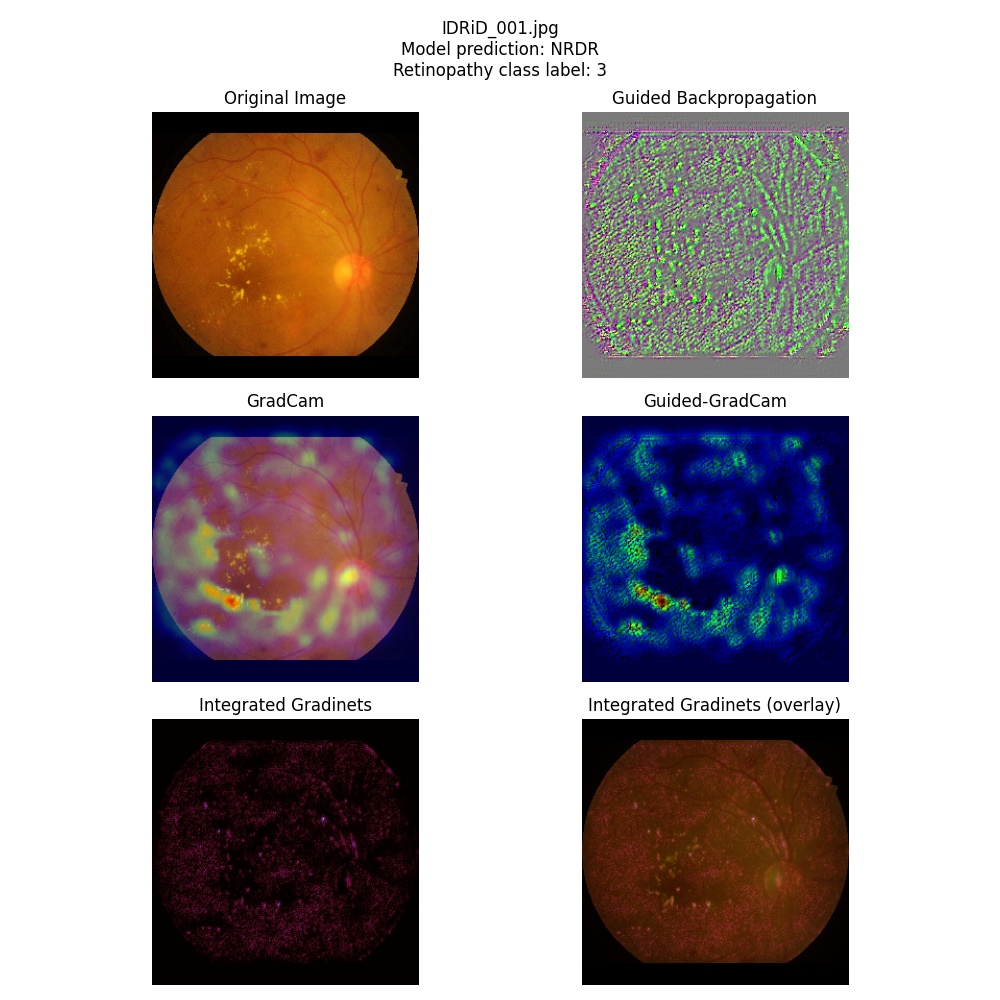 IDRiD_001.jpg
Model prediction: NRDR
Retinopathy class label: 3
Original Image
Guided Backpropagation
GradCam
Guided-GradCam
Integrated Gradinets
Integrated Gradinets (overlay)